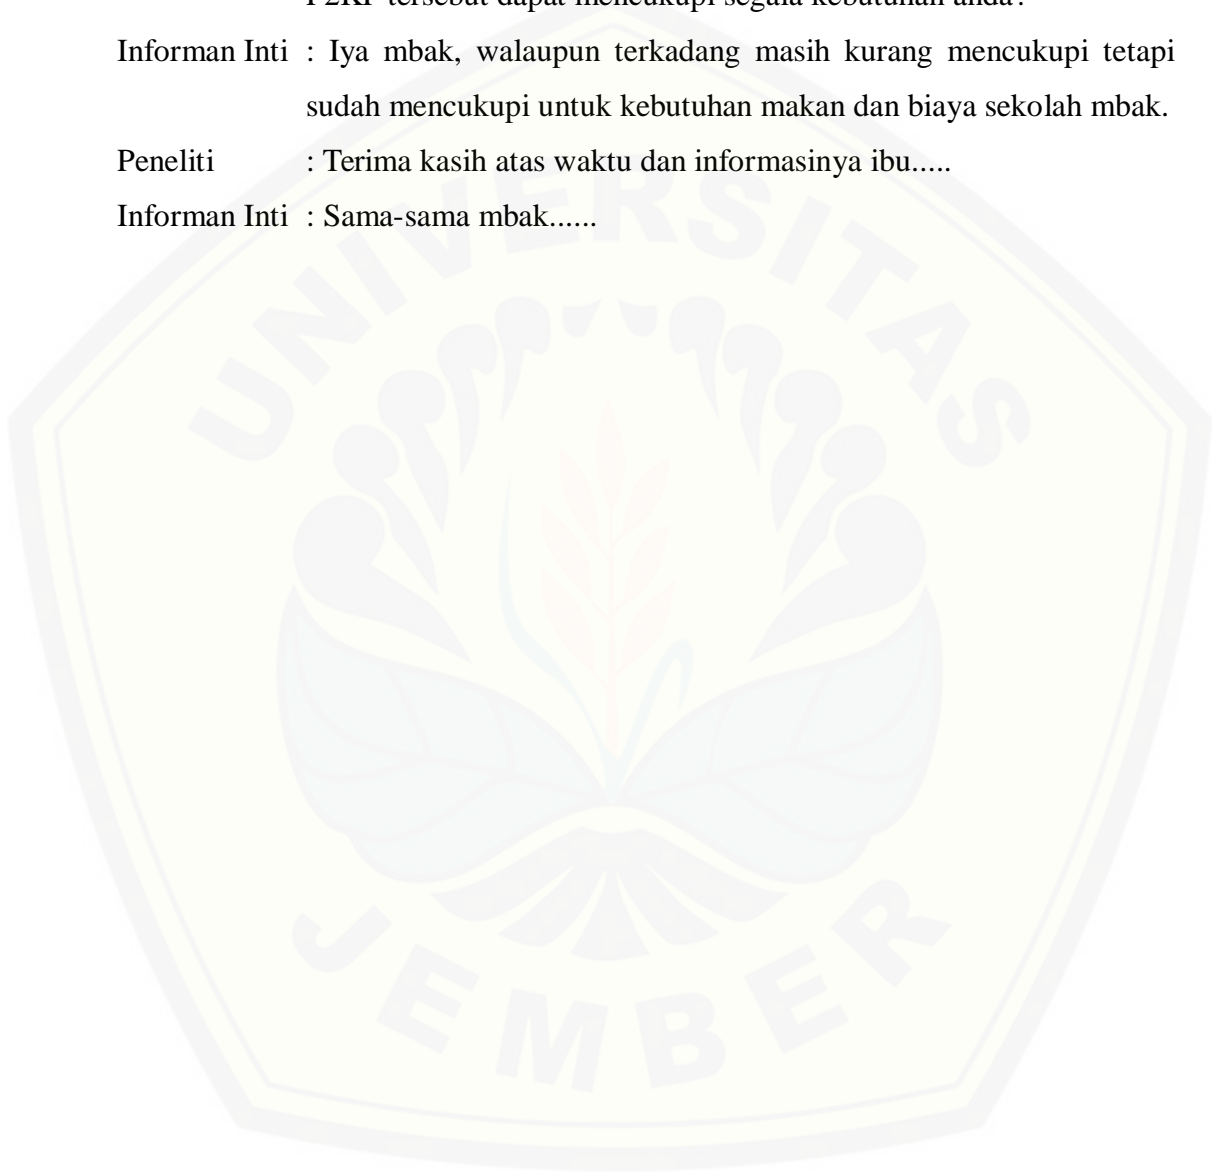 P2KP tersebut dapat mencukupi segala kebutuhan anda?
Informan Inti : Iya mbak, walaupun terkadang masih kurang mencukupi tetapi
sudah mencukupi untuk kebutuhan makan dan biaya sekolah mbak.
Peneliti : Terima kasih atas waktu dan informasinya ibu.....
Informan Inti : Sama-sama mbak......
UNIVERSITAS
JEMBER